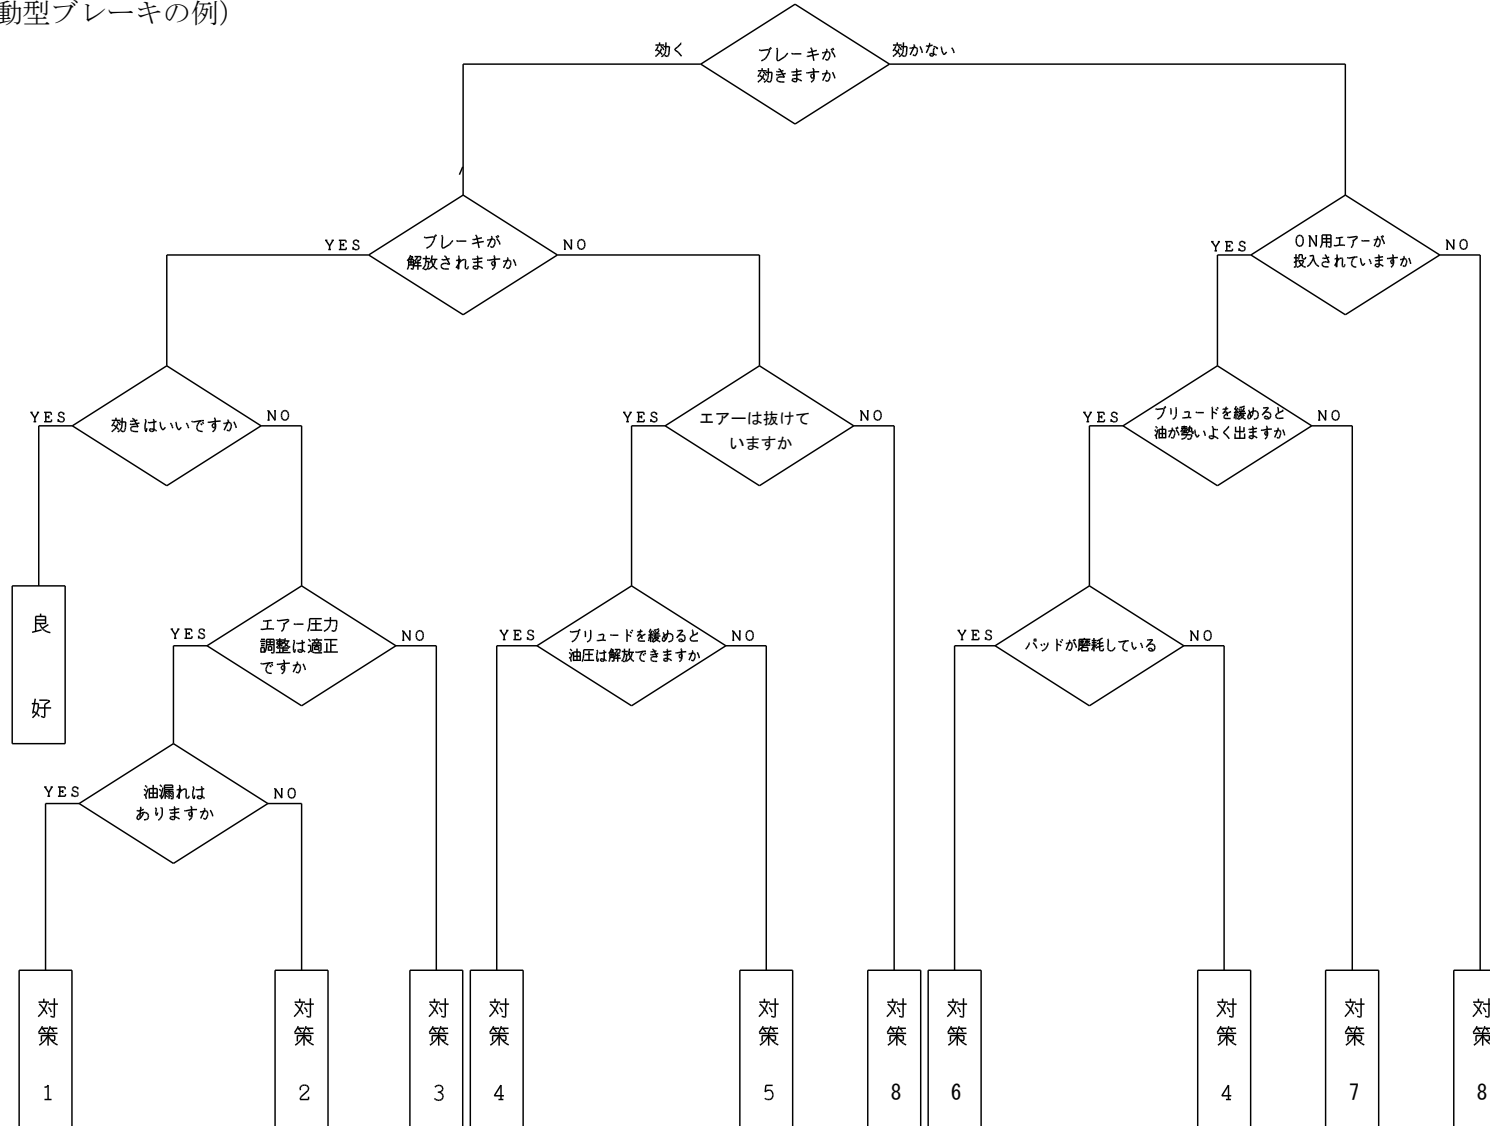 動型ブレーキの例）
効く
ブレーキが
効きますか
効かない
YES
ブレーキが
解放されますか
NO
YES
ON用エアーが
投入されていますか
NO
YES
効きはいいですか
NO
YES
エアーは抜けて
いますか
NO
YES
ブリュードを緩めると
油が勢いよく出ますか
NO
良
好
YES
エアー圧力
調整は適正
ですか
NO
YES
ブリュードを緩めると
油圧は解放できますか
NO
YES
パッドが磨耗している
NO
YES
油漏れは
ありますか
NO
対
策
1
対
策
2
対
策
3
対
策
4
対
策
5
対
策
8
対
策
6
対
策
4
対
策
7
対
策
8